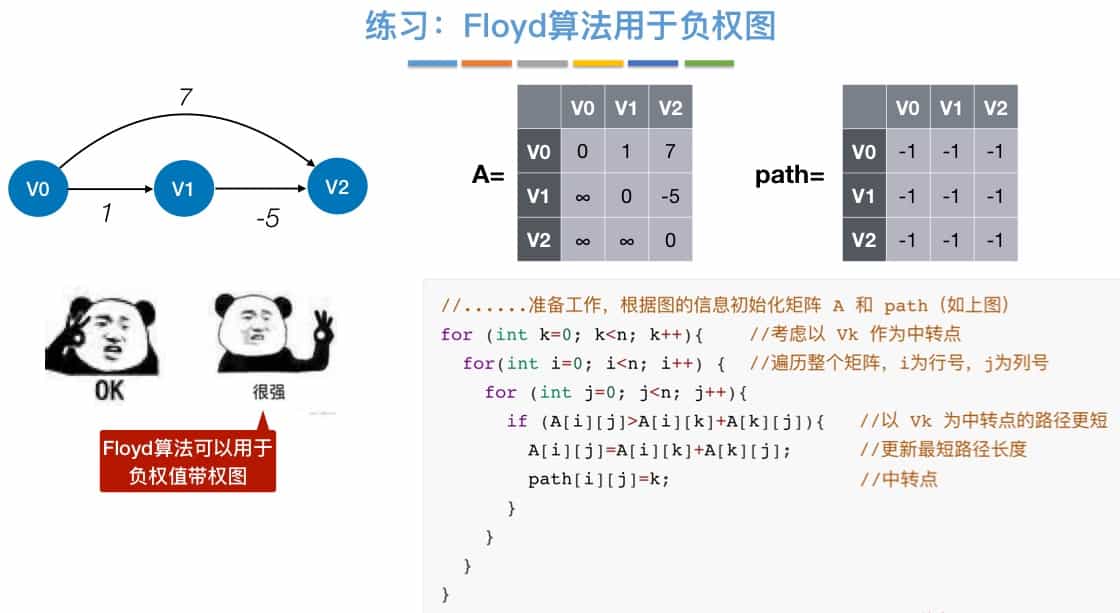 练习：Floyd算法用于负权图
7
V0
V1
V2
1
-5
A=
V0 V1 V2
V0 0 1 7
V1 ∞ 0 -5
V2 ∞ ∞ 0
path=
V0 V1 V2
V0 -1 -1 -1
V1 -1 -1 -1
V2 -1 -1 -1
OK
很强
Floyd算法可以用于
负权值带权图
//......准备工作，根据图的信息初始化矩阵 A 和 path（如上图）
for (int k=0; k<n; k++){ //考虑以 Vk 作为中转点
for(int i=0; i<n; i++) { //遍历整个矩阵，i为行号，j为列号
for (int j=0; j<n; j++){
if (A[i][j]>A[i][k]+A[k][j]){ //以 Vk 为中转点的路径更短
A[i][j]=A[i][k]+A[k][j]; //更新最短路径长度
path[i][j]=k; //中转点
}
}
}
}